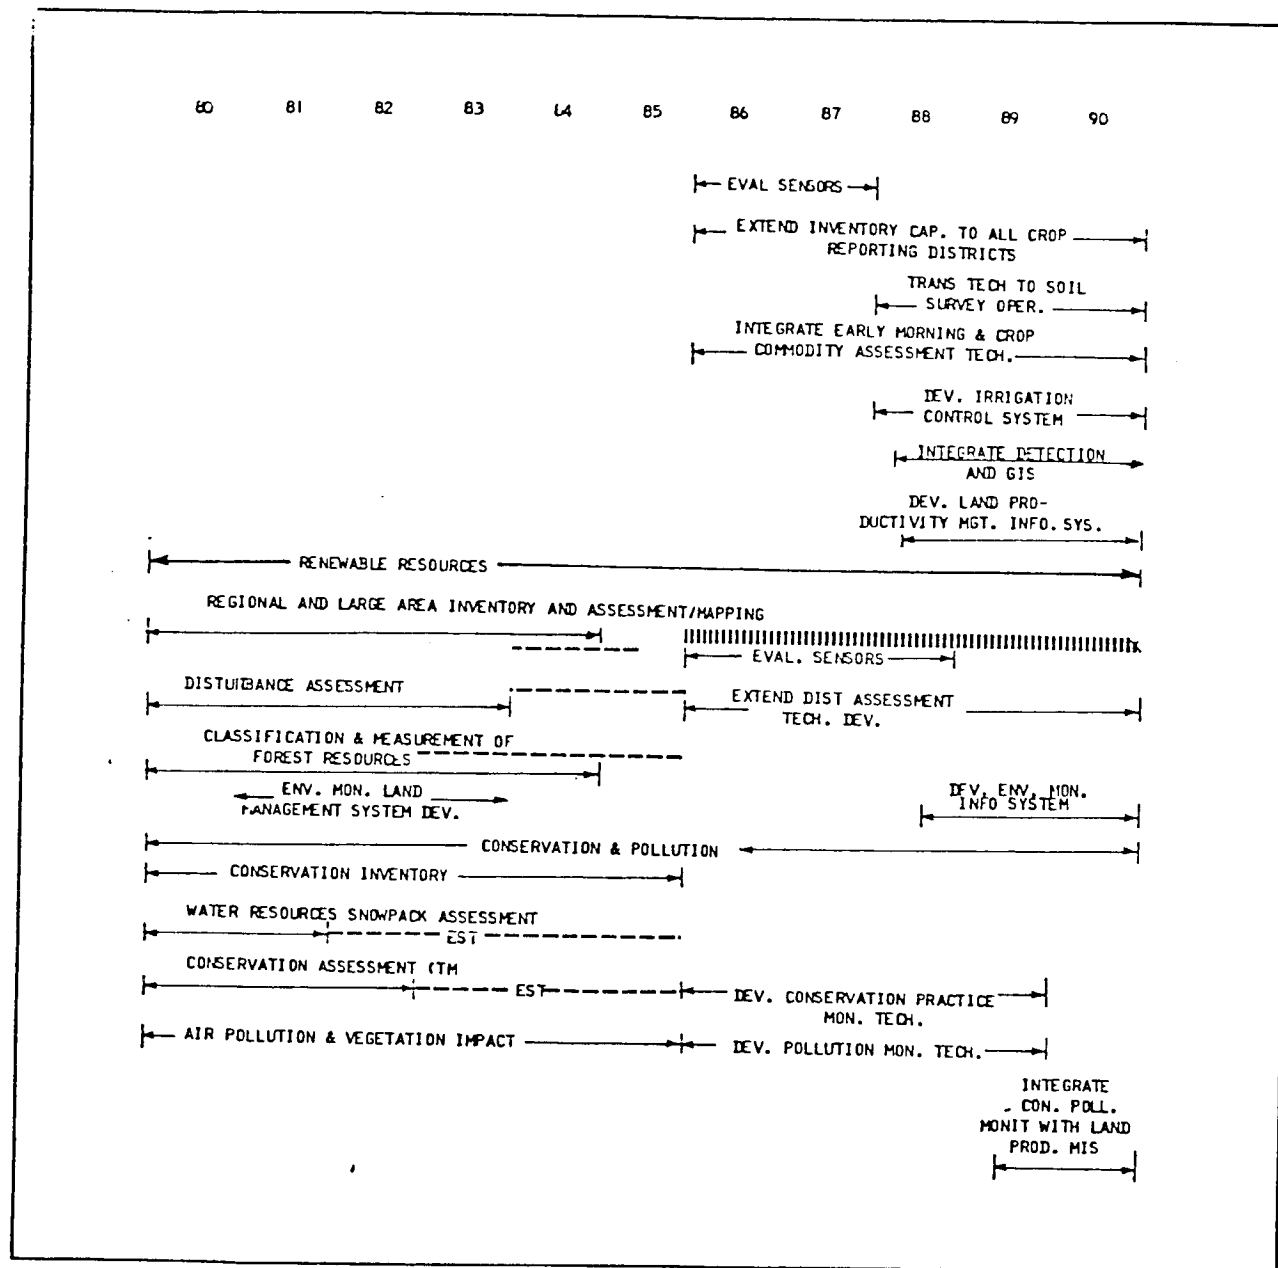 80 81 82 83 84 85 86 87 88 89 90
EVAL SENSORS
EXTEND INVENTORY CAP. TO ALL CROP
REPORTING DISTRICTS
TRANS TECH TO SOIL
SURVEY OPER.
INTEGRATE EARLY MORNING & CROP
COMMODITY ASSESSMENT TECH.
DEV. IRRIGATION
CONTROL SYSTEM
INTEGRATE DETECTION
AND GIS
DEV. LAND PRO-
DUCTIVITY MGT. INFO. SYS.
RENEWABLE RESOURCES
REGIONAL AND LARGE AREA INVENTORY AND ASSESSMENT/MAPPING
EVAL. SENSORS
DISTURBANCE ASSESSMENT
EXTEND DIST ASSESSMENT
TECH. DEV.
CLASSIFICATION & MEASUREMENT OF
FOREST RESOURCES
ENV. MON. LAND
MANAGEMENT SYSTEM DEV.
DEV. ENV. MON.
INFO SYSTEM
CONSERVATION & POLLUTION
CONSERVATION INVENTORY
WATER RESOURCES SNOWPACK ASSESSMENT
EST
CONSERVATION ASSESSMENT (TM
EST
DEV. CONSERVATION PRACTICE
MON. TECH.
AIR POLLUTION & VEGETATION IMPACT
DEV. POLLUTION MON. TECH.
INTEGRATE
CON. POLL.
MONIT WITH LAND
PROD. MIS